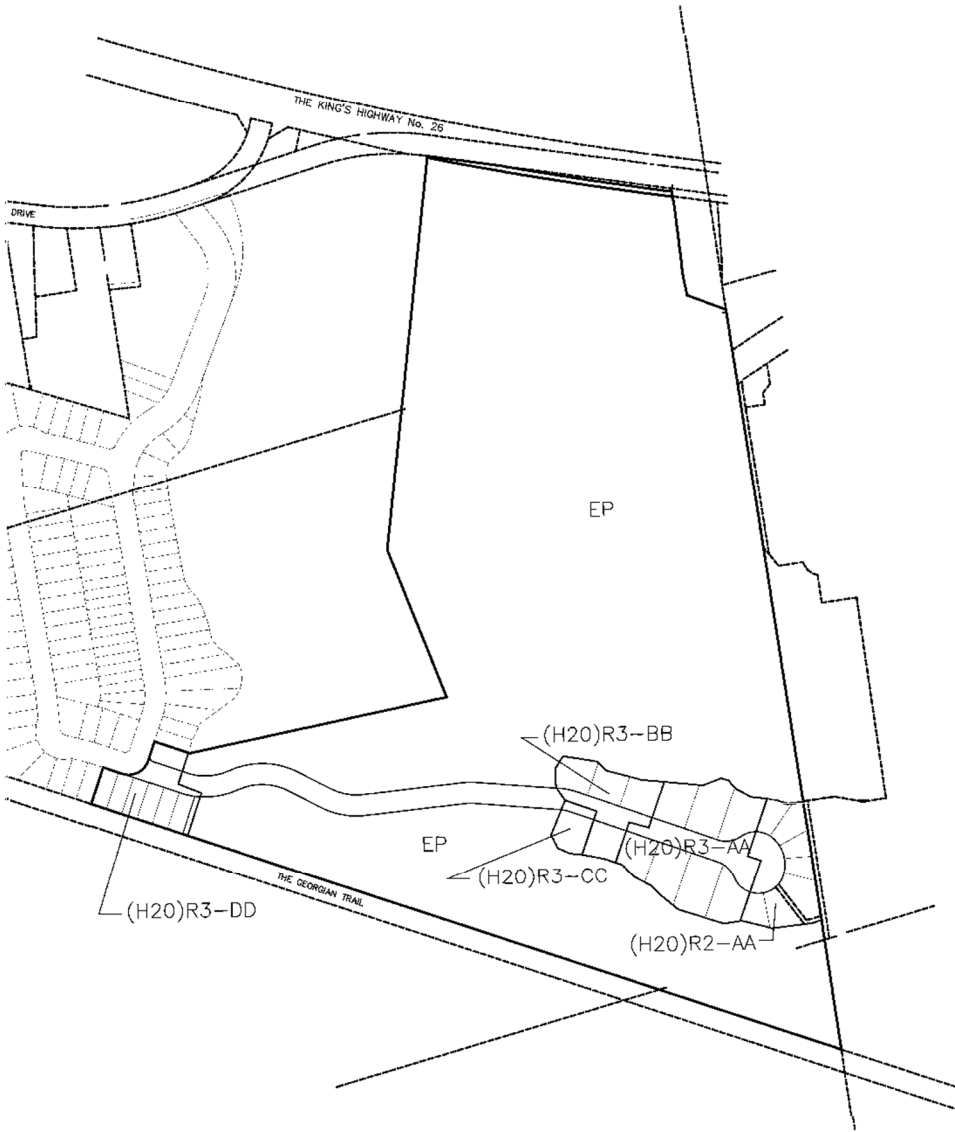 THE KING'S HIGHWAY No. 26
DRIVE
EP
(H20)R3-BB
EP
(H20)R3-AA
(H20)R3-CC
THE GEORGIAN TRAIL
(H20)R3-DD
(H20)R2-AA